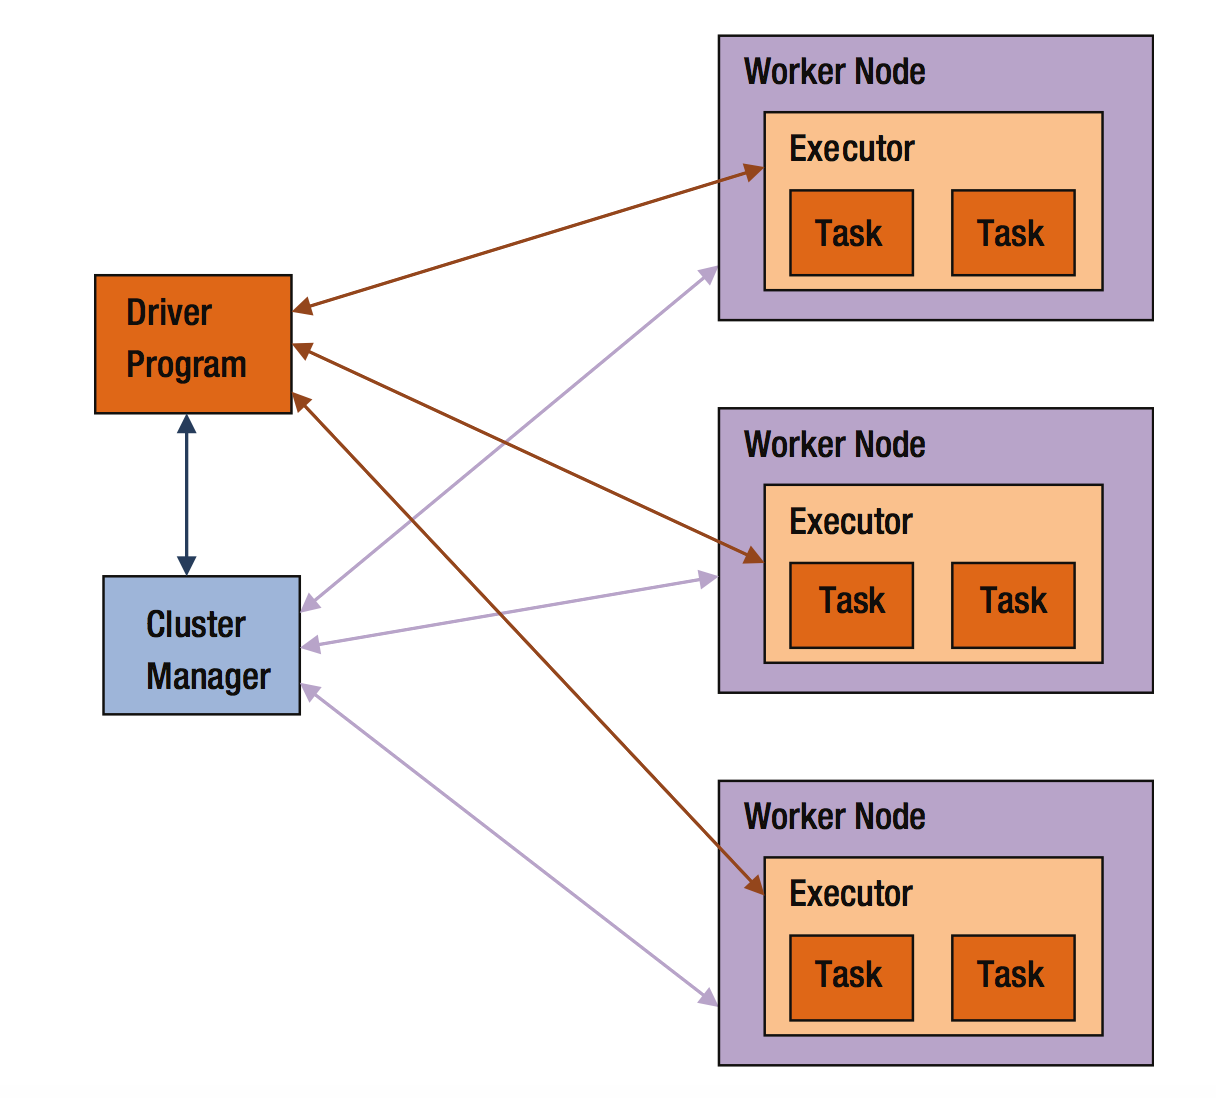 Worker Node
Executor
Task Task
Driver
Program
Worker Node
Executor
Task Task
Cluster
Manager
Worker Node
Executor
Task Task